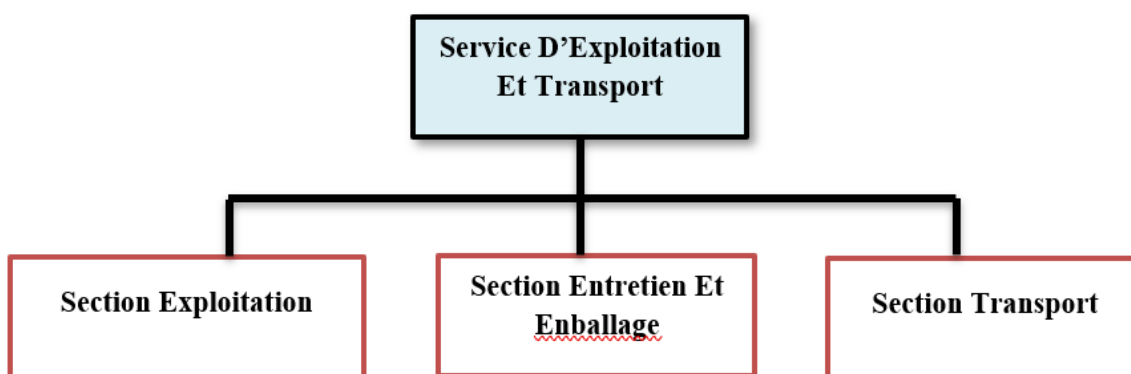 Service D’Exploitation
Et Transport
Section Exploitation
Section Entretien Et
Enballage
Section Transport